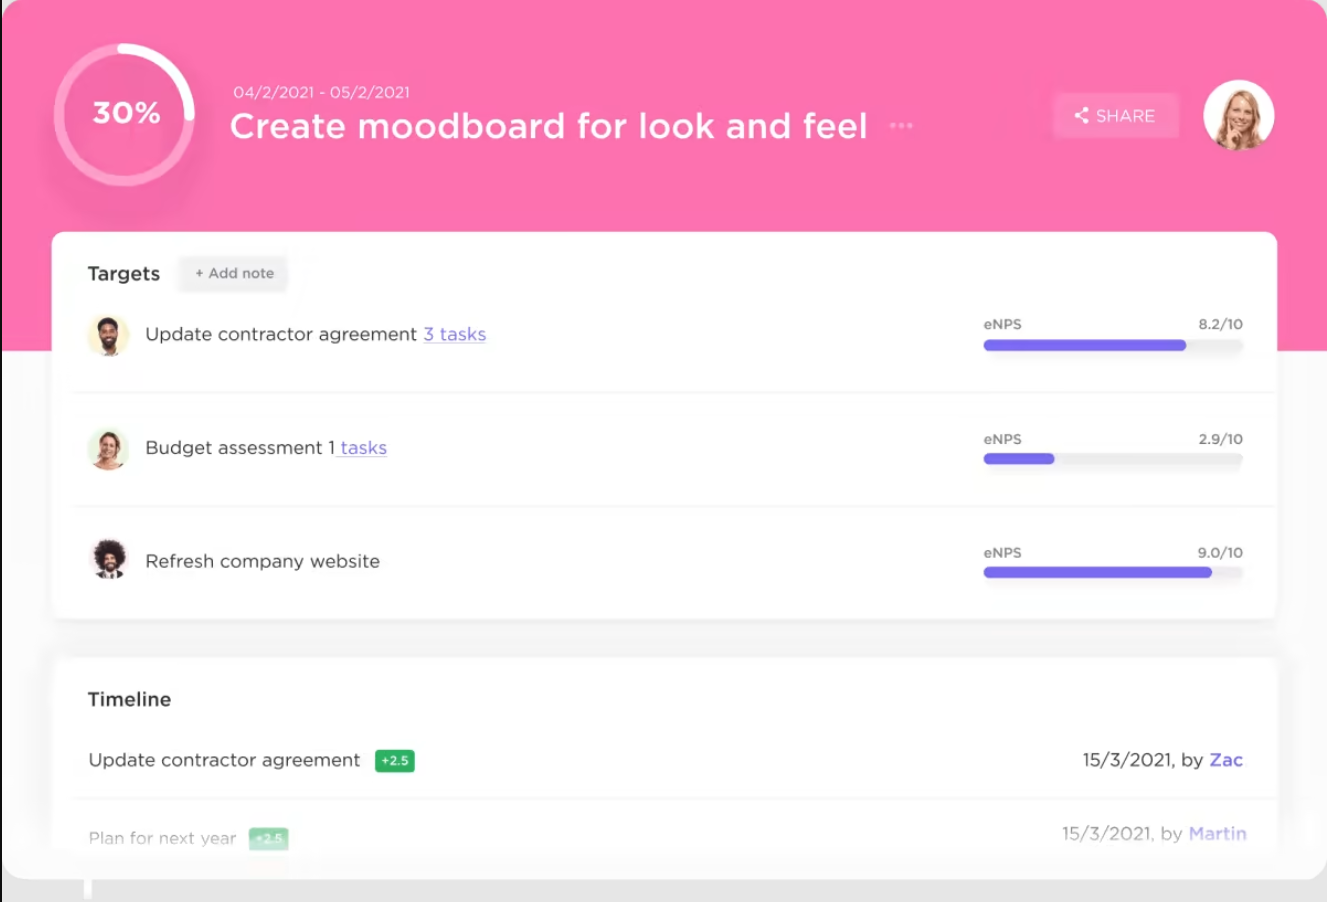 30%
04/2/2021 - 05/2/2021
Create moodboard for look and feel ...
SHARE
Targets + Add note
Update contractor agreement 3 tasks
eNPS 8.2/10
Budget assessment 1 tasks
eNPS 2.9/10
Refresh company website
eNPS 9.0/10
Timeline
Update contractor agreement +2.5 15/3/2021, by Zac
Plan for next year +2.5 15/3/2021, by Martin